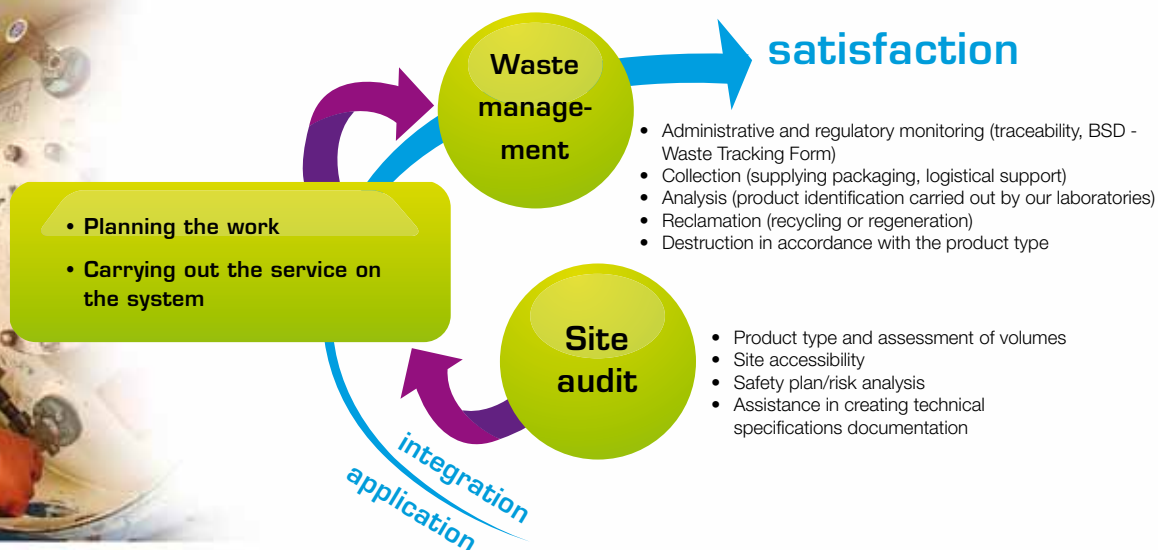 Waste
manage-
ment
satisfaction
• Administrative and regulatory monitoring (traceability, BSD -
Waste Tracking Form)
• Collection (supplying packaging, logistical support)
• Analysis (product identification carried out by our laboratories)
• Reclamation (recycling or regeneration)
• Destruction in accordance with the product type
• Planning the work
• Carrying out the service on
the system
Site
audit
• Product type and assessment of volumes
• Site accessibility
• Safety plan/risk analysis
• Assistance in creating technical
specifications documentation
integration
application